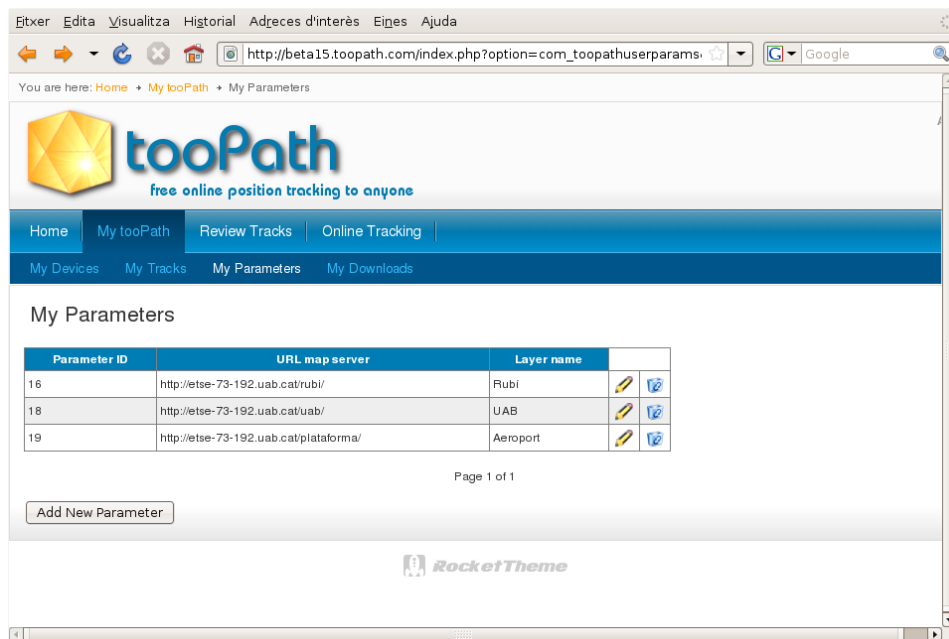 Fitxer Edita Visualitza Historial Adreces d'interès Eines Ajuda
http://beta15.toopath.com/index.php?option=com_toopathuserparams G Google
You are here: Home My tooPath My Parameters
tooPath
free online position tracking to anyone
Home My tooPath Review Tracks Online Tracking
My Devices My Tracks My Parameters My Downloads
My Parameters
Parameter ID URL map server Layer name
16 http://etse-73-192.uab.cat/rubi/ Rubí
18 http://etse-73-192.uab.cat/uab/ UAB
19 http://etse-73-192.uab.cat/plataforma/ Aeroport
Page 1 of 1
Add New Parameter
RocketTheme